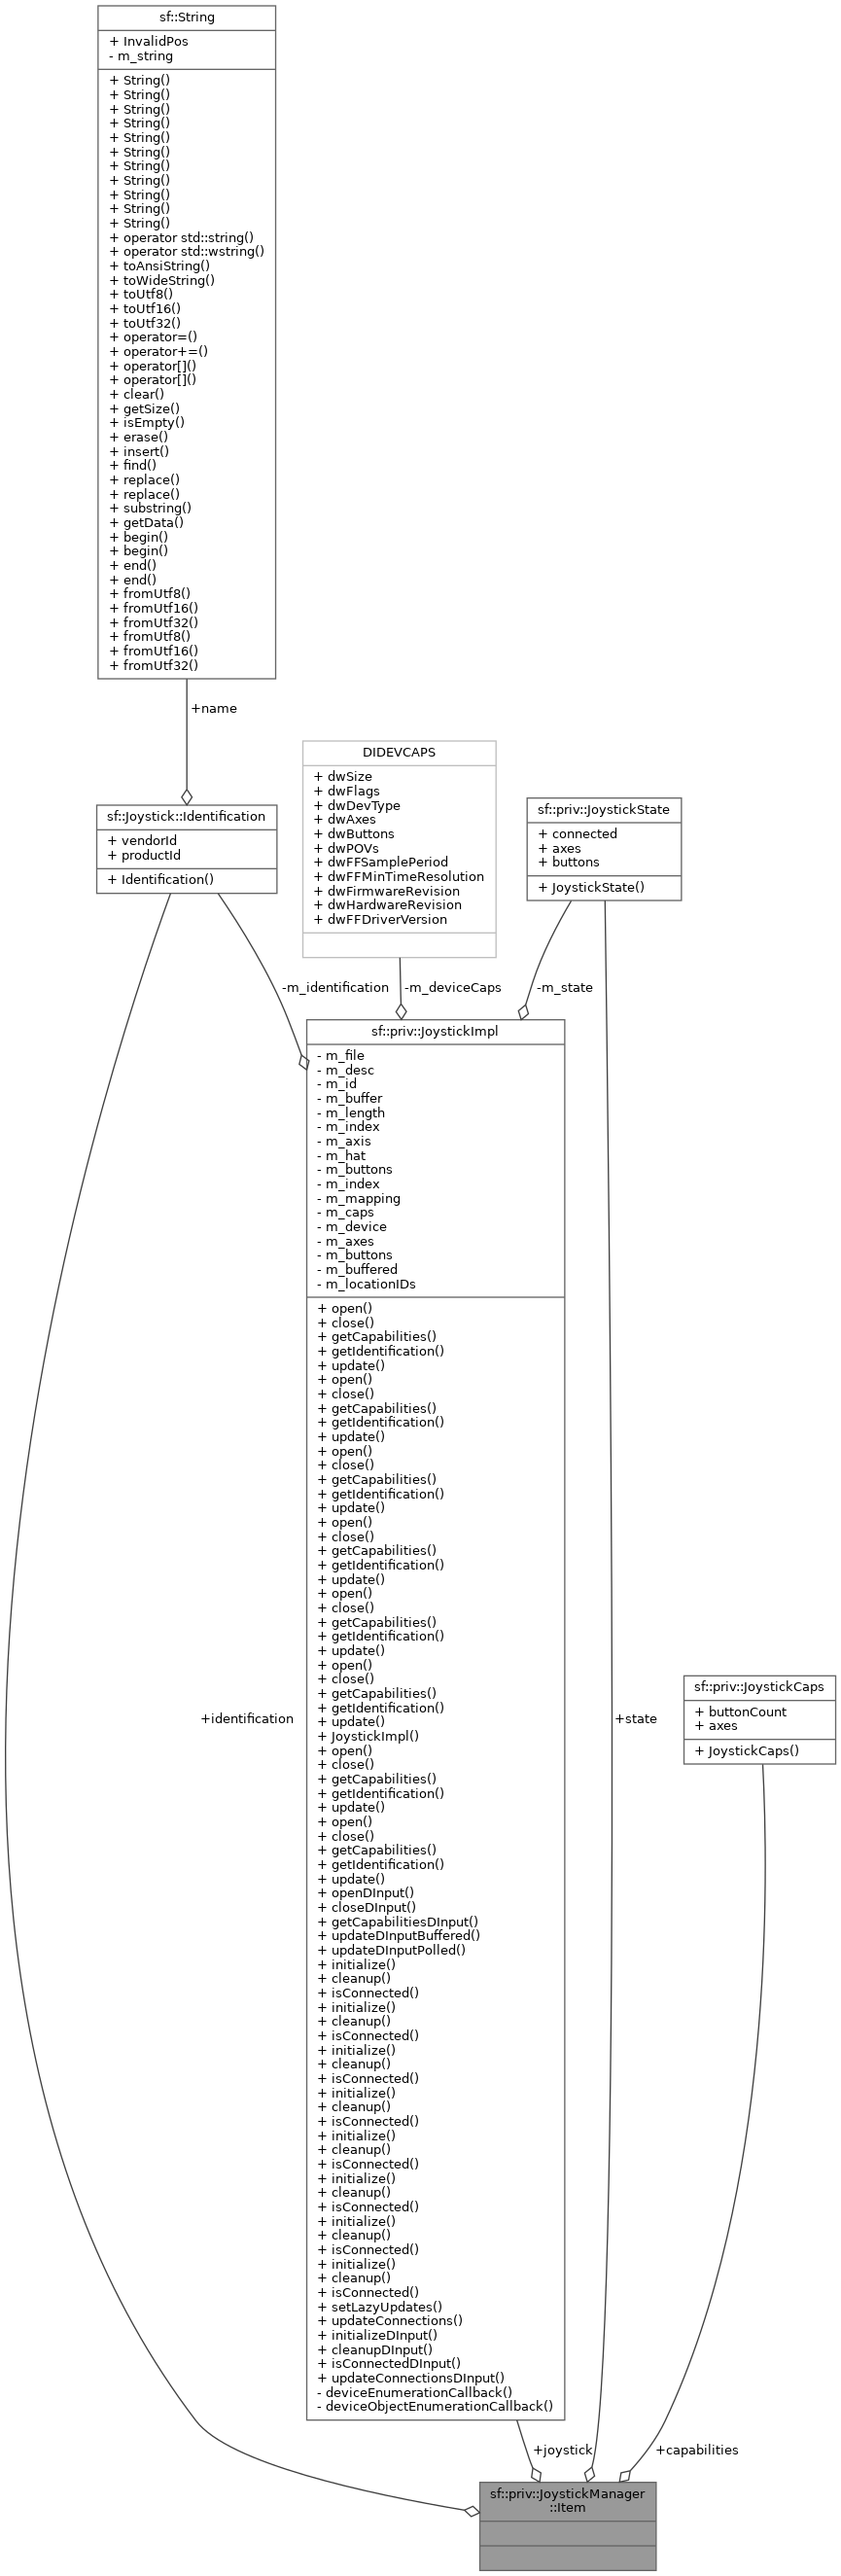 sf::String
+ InvalidPos
- m_string
+ String()
+ String()
+ String()
+ String()
+ String()
+ String()
+ String()
+ String()
+ String()
+ String()
+ String()
+ operator std::string()
+ operator std::wstring()
+ toAnsiString()
+ toWideString()
+ toUtf8()
+ toUtf16()
+ toUtf32()
+ operator=()
+ operator+=()
+ operator[]()
+ operator[]()
+ clear()
+ getSize()
+ isEmpty()
+ erase()
+ insert()
+ find()
+ replace()
+ replace()
+ substring()
+ getData()
+ begin()
+ begin()
+ end()
+ end()
+ fromUtf8()
+ fromUtf16()
+ fromUtf32()
+ fromUtf8()
+ fromUtf16()
+ fromUtf32()
+name
sf::Joystick::Identification
+ vendorId
+ productId
+ Identification()
DIDEVCAPS
+ dwSize
+ dwFlags
+ dwDevType
+ dwAxes
+ dwButtons
+ dwPOVs
+ dwFFSamplePeriod
+ dwFFMinTimeResolution
+ dwFirmwareRevision
+ dwHardwareRevision
+ dwFFDriverVersion
sf::priv::JoystickState
+ connected
+ axes
+ buttons
+ JoystickState()
-m_identification
-m_deviceCaps
-m_state
sf::priv::JoystickImpl
- m_file
- m_desc
- m_id
- m_buffer
- m_length
- m_index
- m_axis
- m_hat
- m_buttons
- m_index
- m_mapping
- m_caps
- m_device
- m_axes
- m_buttons
- m_buffered
- m_locationIDs
+ open()
+ close()
+ getCapabilities()
+ getIdentification()
+ update()
+ open()
+ close()
+ getCapabilities()
+ getIdentification()
+ update()
+ open()
+ close()
+ getCapabilities()
+ getIdentification()
+ update()
+ open()
+ close()
+ getCapabilities()
+ getIdentification()
+ update()
+ open()
+ close()
+ getCapabilities()
+ getIdentification()
+ update()
+ open()
+ close()
+ getCapabilities()
+ getIdentification()
+ update()
+ JoystickImpl()
+ open()
+ close()
+ getCapabilities()
+ getIdentification()
+ update()
+ open()
+ close()
+ getCapabilities()
+ getIdentification()
+ update()
+ openDInput()
+ closeDInput()
+ getCapabilitiesDInput()
+ updateDInputBuffered()
+ updateDInputPolled()
+ initialize()
+ cleanup()
+ isConnected()
+ initialize()
+ cleanup()
+ isConnected()
+ initialize()
+ cleanup()
+ isConnected()
+ initialize()
+ cleanup()
+ isConnected()
+ initialize()
+ cleanup()
+ isConnected()
+ initialize()
+ cleanup()
+ isConnected()
+ initialize()
+ cleanup()
+ isConnected()
+ initialize()
+ cleanup()
+ isConnected()
+ setLazyUpdates()
+ updateConnections()
+ initializeDInput()
+ cleanupDInput()
+ isConnectedDInput()
+ updateConnectionsDInput()
- deviceEnumerationCallback()
- deviceObjectEnumerationCallback()
+identification
+state
sf::priv::JoystickCaps
+ buttonCount
+ axes
+ JoystickCaps()
+joystick
+capabilities
sf::priv::JoystickManager
::Item